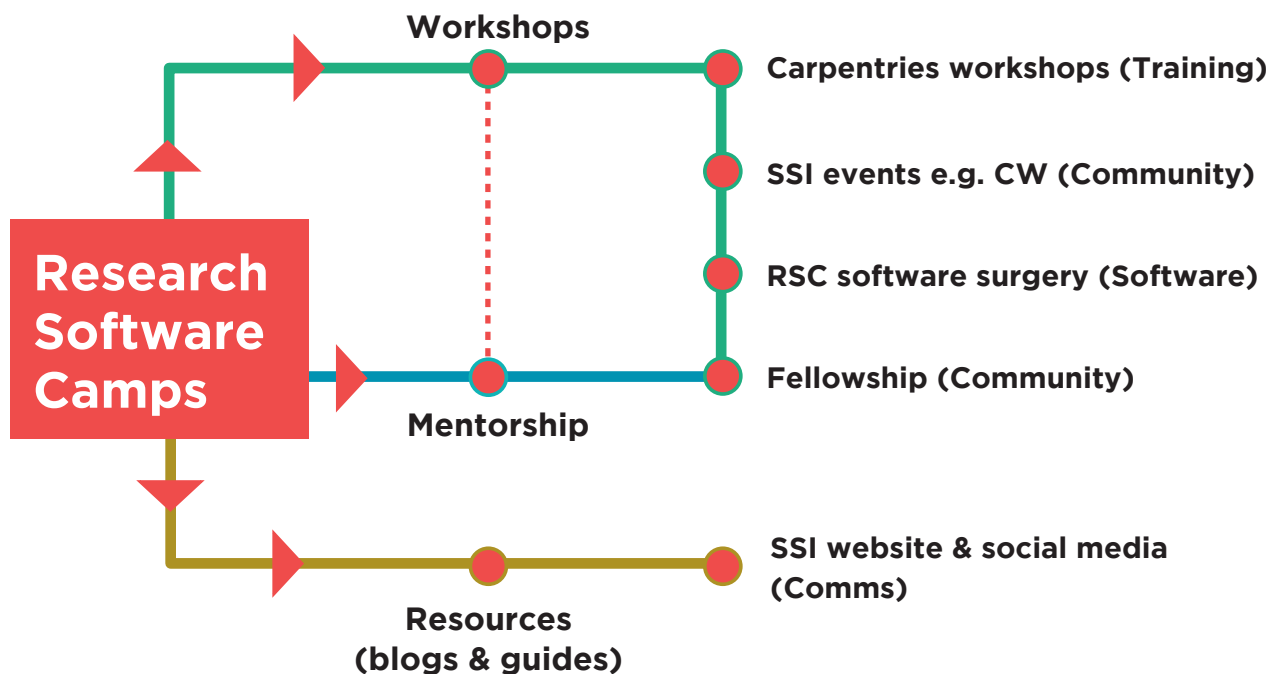 Workshops
Carpentries workshops (Training)
SSI events e.g. CW (Community)
Research
Software
Camps
RSC software surgery (Software)
Fellowship (Community)
Mentorship
SSI website & social media
(Comms)
Resources
(blogs & guides)